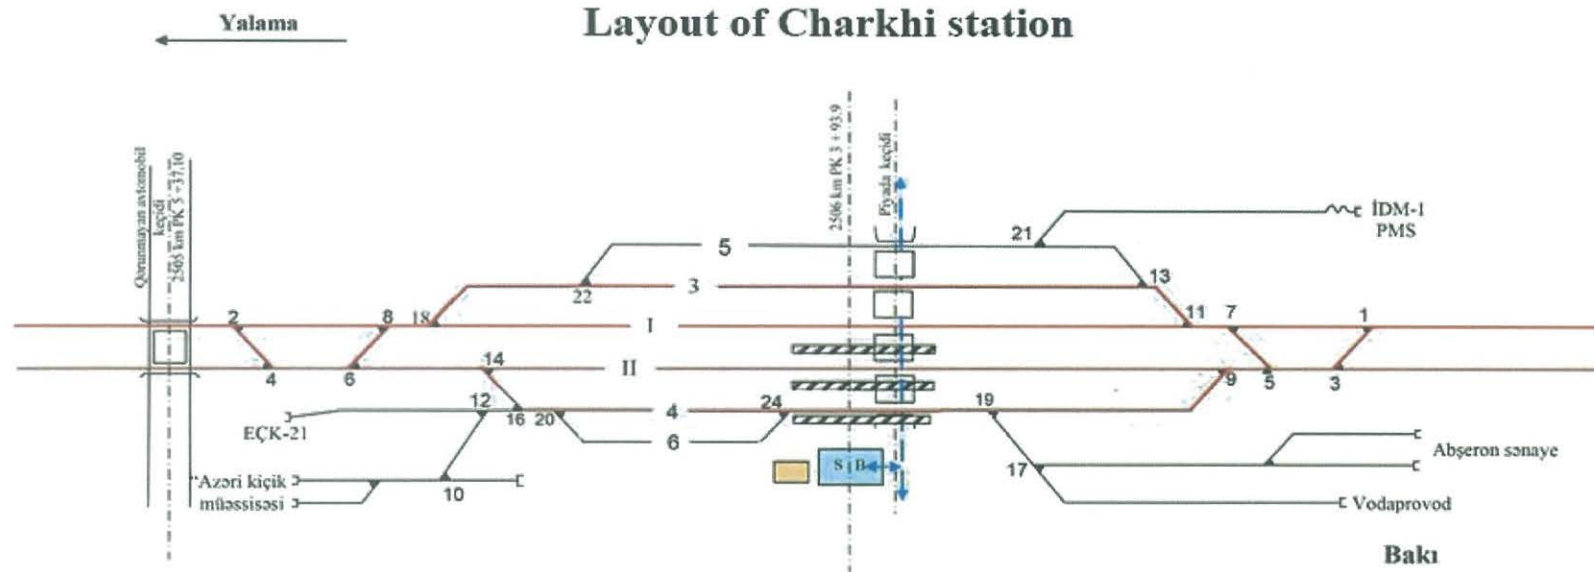 Yalama
Layout of Charkhi station
Qorunmayan avtomobil
keçidi
2505 km PK 3 +37.10
2506 km PK 3 + 93.9
Piyada keçidi
İDM-1
PMS
21
5
22
3
13
2
8
18
I
11
7
1
4
6
14
II
9
5
3
12
16
20
4
24
19
EÇK-21
6
S B
17
Abşeron sənaye
"Azəri kiçik
müəssisəsi
10
Vodaprovod
Bakı